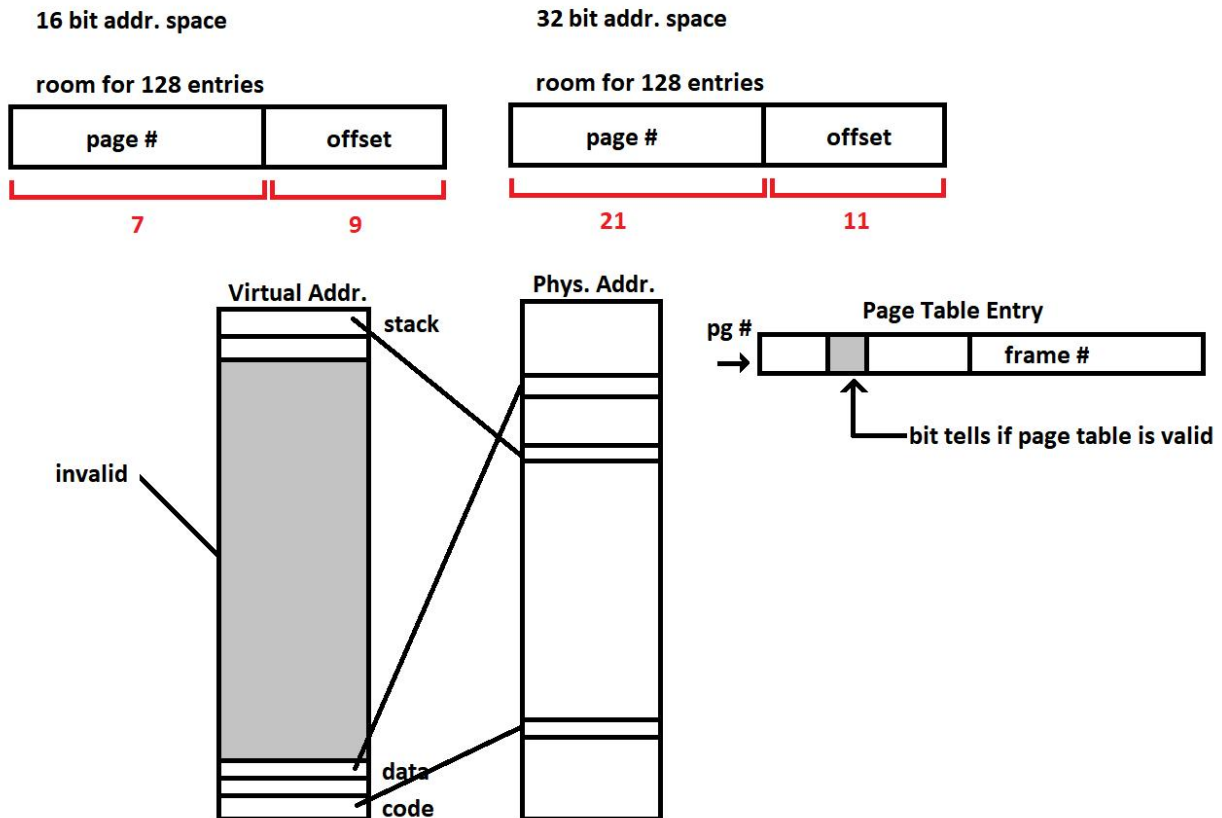 16 bit addr. space
32 bit addr. space
room for 128 entries
room for 128 entries
page #
offset
page #
offset
7
9
21
11
Virtual Addr.
Phys. Addr.
Page Table Entry
stack
pg #
frame #
bit tells if page table is valid
invalid
data
code